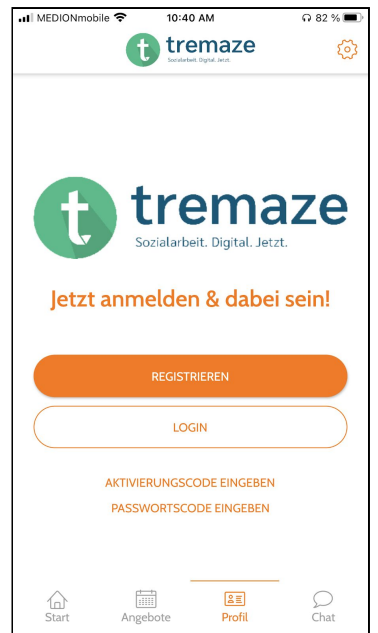 MEDIONmobile 10:40 AM 82 %
t tremaze
Sozialarbeit. Digital. Jetzt.
t tremaze
Sozialarbeit. Digital. Jetzt.
Jetzt anmelden & dabei sein!
REGISTRIEREN
LOGIN
AKTIVIERUNGSCODE EINGEBEN
PASSWORTSCODE EINGEBEN
Start Angebote Profil Chat